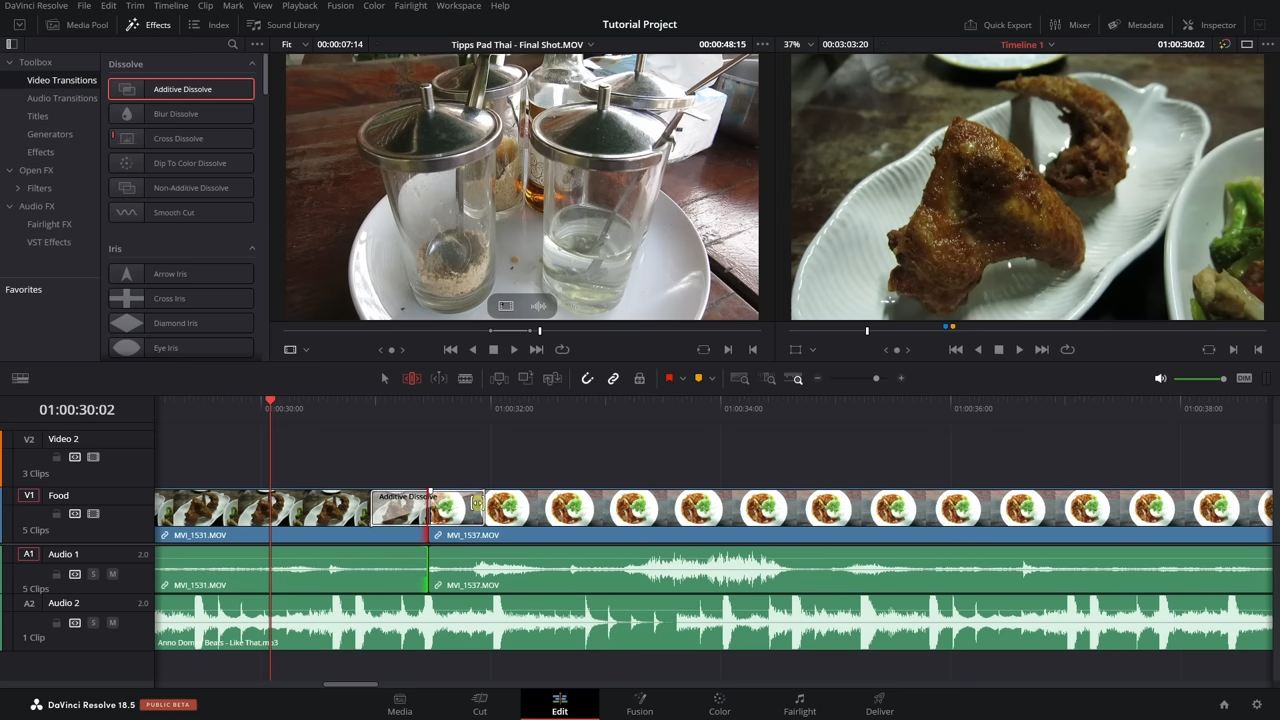 DaVinci Resolve File Edit Trim Timeline Clip Mark View Playback Fusion Color Fairlight Workspace Help
Media Pool Effects Index Sound Library Tutorial Project Quick Export Mixer Metadata Inspector
Fit 00:00:07:14 Tipps Pad Thai - Final Shot.MOV 00:00:48:15 37% 00:03:03:20 Timeline 1 01:00:30:02
Toolbox
Video Transitions
Audio Transitions
Titles
Generators
Effects
Open FX
Filters
Audio FX
Fairlight FX
VST Effects
Favorites
Dissolve
Additive Dissolve
Blur Dissolve
Cross Dissolve
Dip To Color Dissolve
Non-Additive Dissolve
Smooth Cut
Iris
Arrow Iris
Cross Iris
Diamond Iris
Eye Iris
DIM
01:00:30:02
01:00:30:00 01:00:32:00 01:00:34:00 01:00:36:00 01:00:38:00
V2 Video 2
3 Clips
V1 Food
5 Clips
Additive Dissolve
MVI_1531.MOV MVI_1537.MOV
A1 Audio 1 2.0
S M
5 Clips
MVI_1531.MOV MVI_1537.MOV
A2 Audio 2 2.0
S M
1 Clip
Anno Domini Beats - Like That.mp3
DaVinci Resolve 18.5 PUBLIC BETA
Media Cut Edit Fusion Color Fairlight Deliver